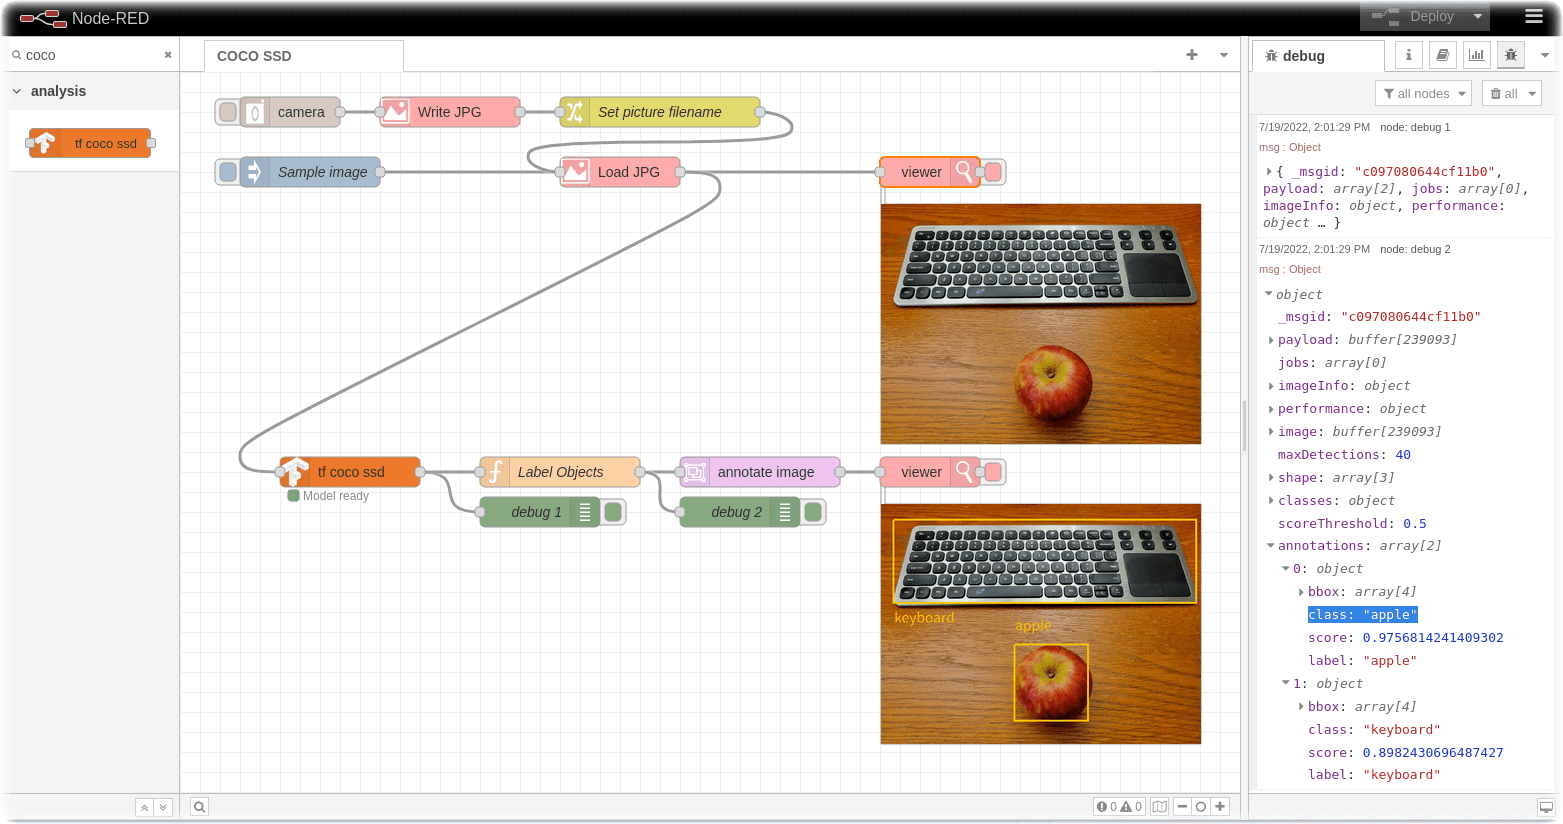 Node-RED
Deploy
coco
COCO SSD
debug
analysis
tf coco ssd
all nodes
all
camera
Write JPG
Set picture filename
Sample image
Load JPG
viewer
tf coco ssd
Model ready
Label Objects
annotate image
viewer
debug 1
debug 2
keyboard
apple
0
0
7/19/2022, 2:01:29 PM node: debug 1
msg : Object
{ _msgid: "c097080644cf11b0",
payload: array[2], jobs: array[0],
imageInfo: object, performance:
object … }
7/19/2022, 2:01:29 PM node: debug 2
msg : Object
object
_msgid: "c097080644cf11b0"
payload: buffer[239093]
jobs: array[0]
imageInfo: object
performance: object
image: buffer[239093]
maxDetections: 40
shape: array[3]
classes: object
scoreThreshold: 0.5
annotations: array[2]
0: object
bbox: array[4]
class: "apple"
score: 0.9756814241409302
label: "apple"
1: object
bbox: array[4]
class: "keyboard"
score: 0.8982430696487427
label: "keyboard"